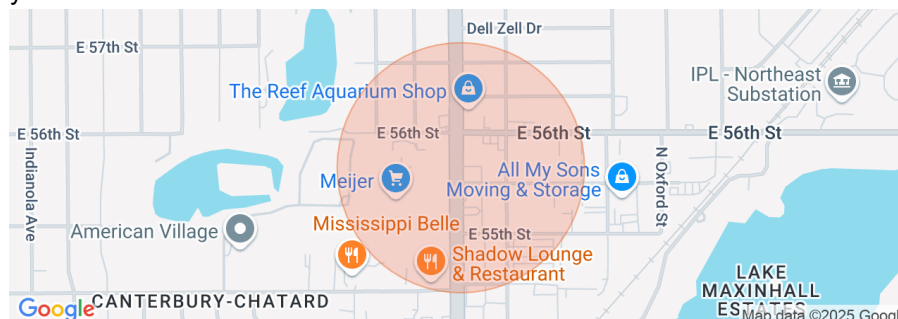 y
Dell Zell Dr
E 57th St
IPL - Northeast
Substation
The Reef Aquarium Shop
E 56th St
E 56th St
E 56th St
E 56th St
Indianola Ave
N Oxford St
All My Sons
Moving & Storage
Meijer
Mississippi Belle
American Village
E 55th St
Shadow Lounge
& Restaurant
LAKE
MAXINHALL
ESTATES
CANTERBURY-CHATARD
Google
Map data ©2025 Google